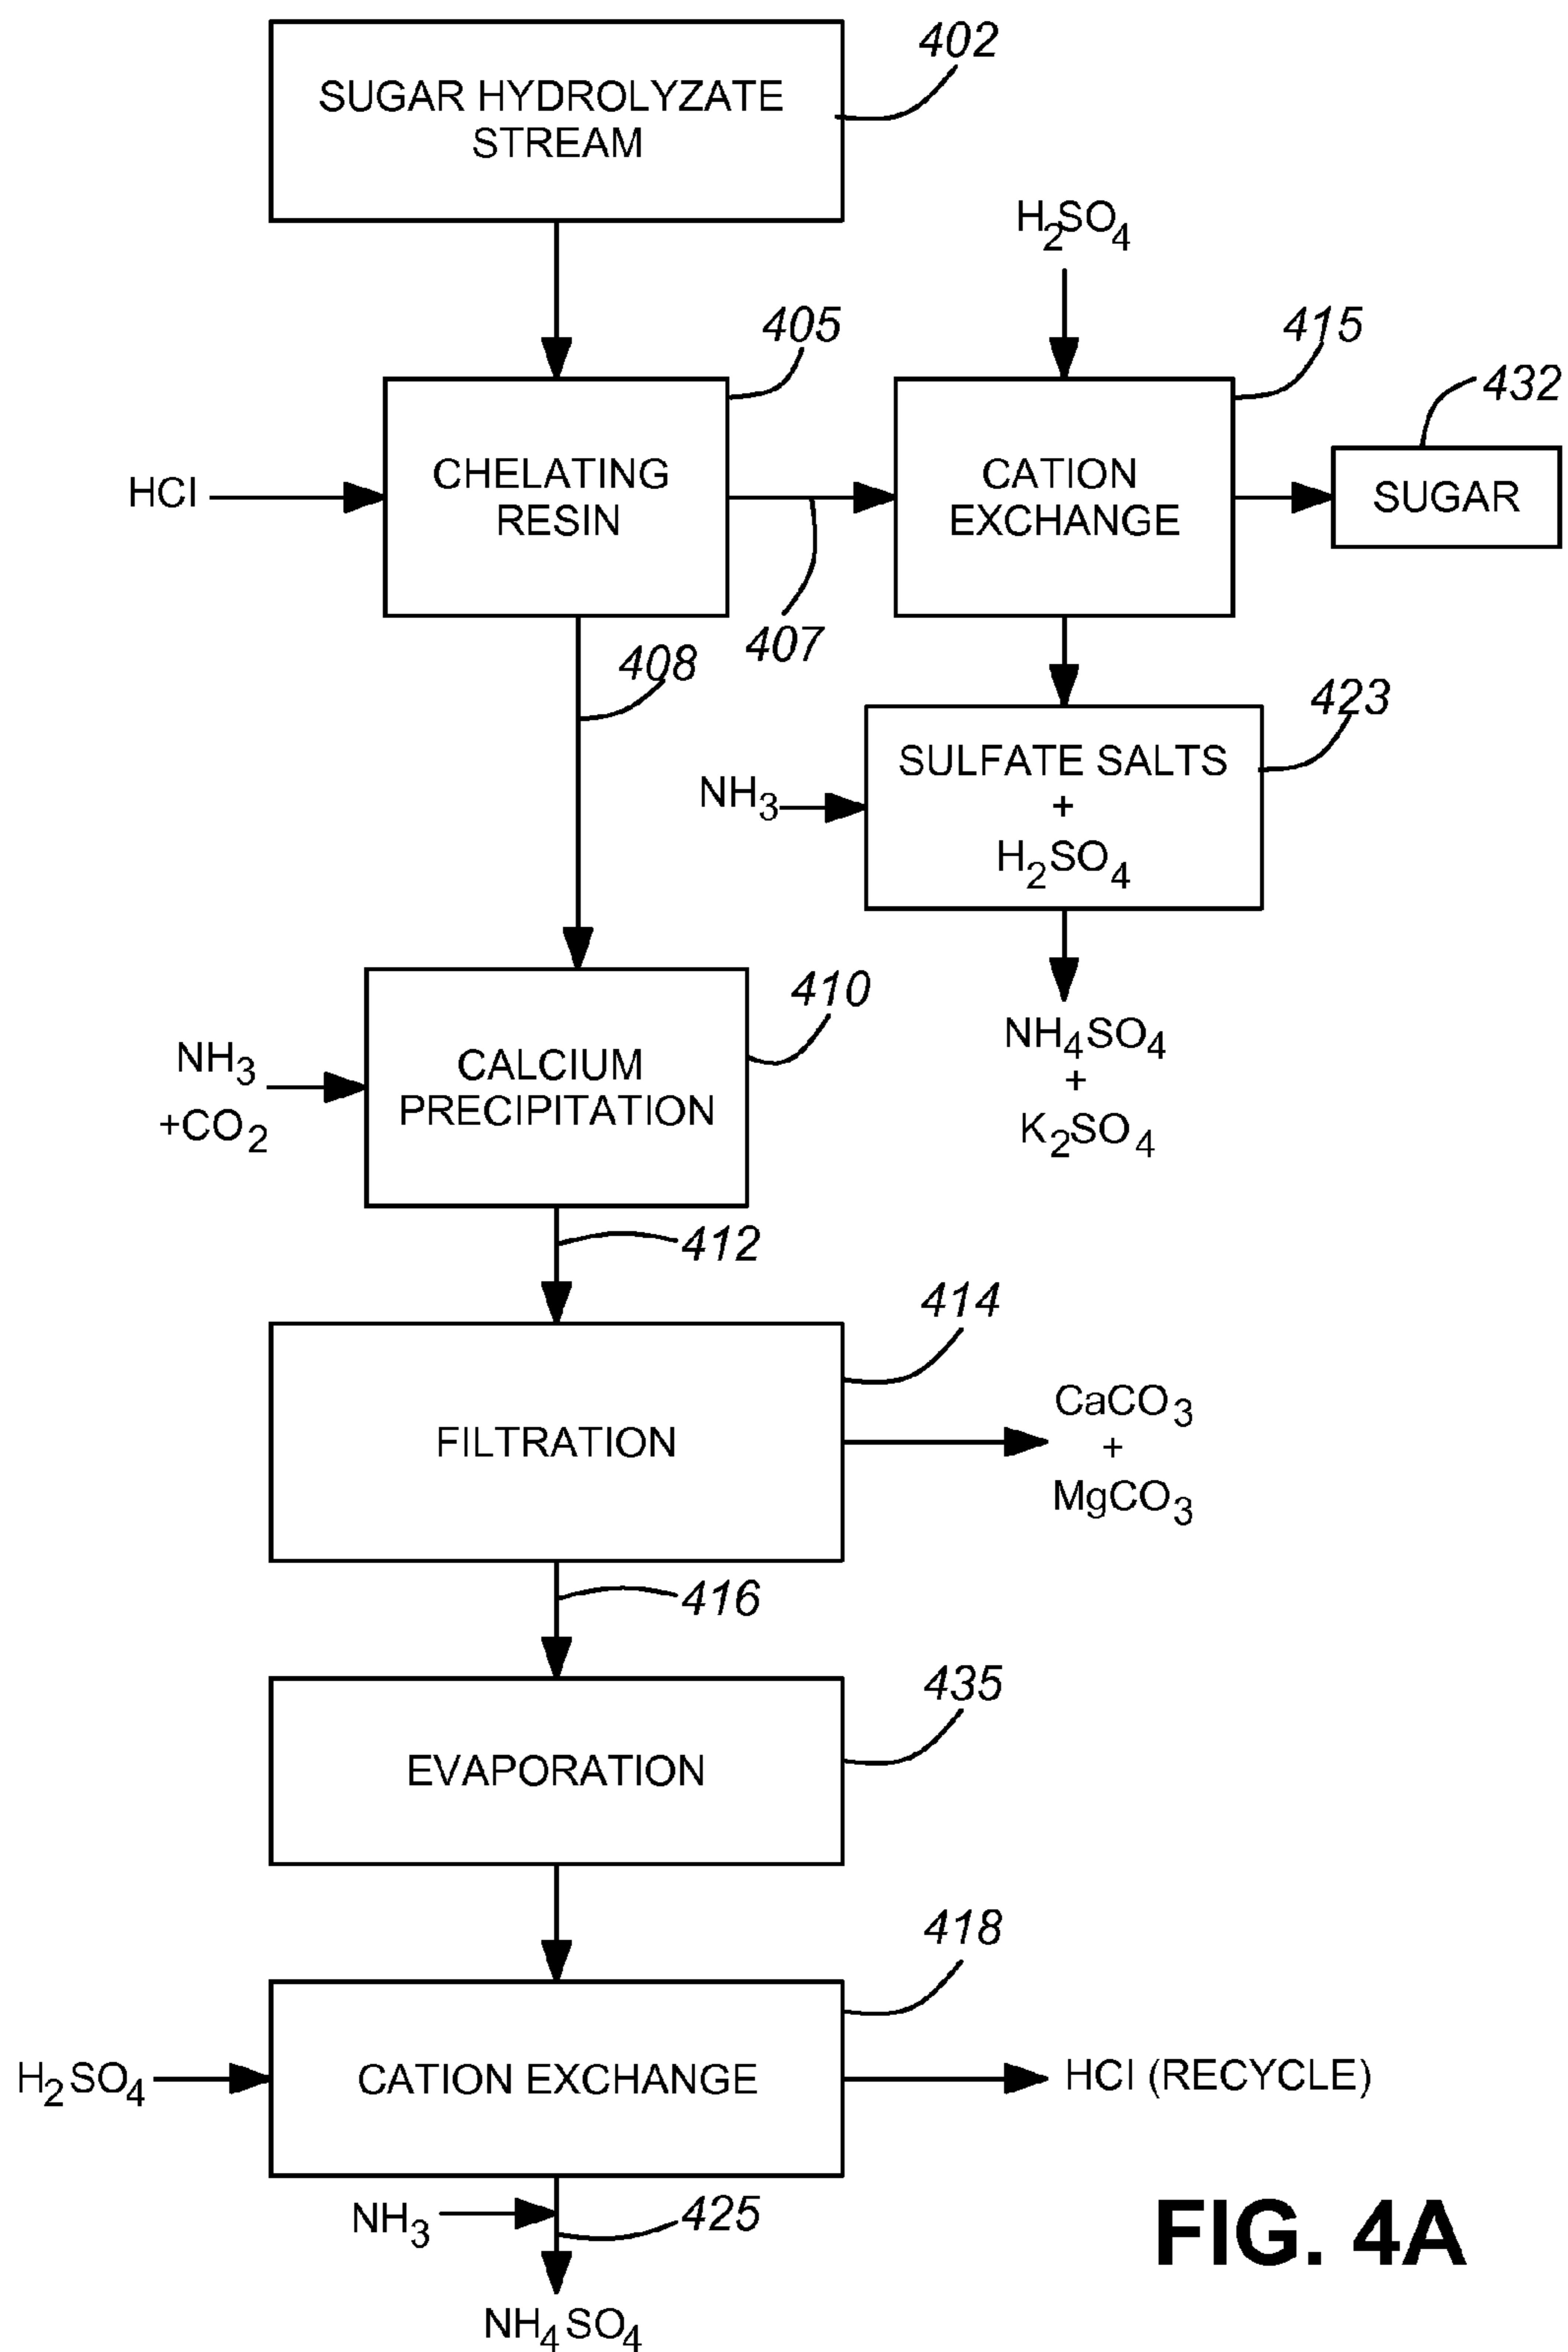 402
SUGAR HYDROLYZATE
STREAM
H₂SO₄
405
415
432
HCl
CHELATING
RESIN
CATION
EXCHANGE
SUGAR
407
408
423
SULFATE SALTS
+
H₂SO₄
NH₃
410
NH₃
+CO₂
CALCIUM
PRECIPITATION
NH₄SO₄
+
K₂SO₄
412
414
FILTRATION
CaCO₃
+
MgCO₃
416
435
EVAPORATION
418
H₂SO₄
CATION EXCHANGE
HCl (RECYCLE)
NH₃
425
NH₄SO₄
FIG. 4A